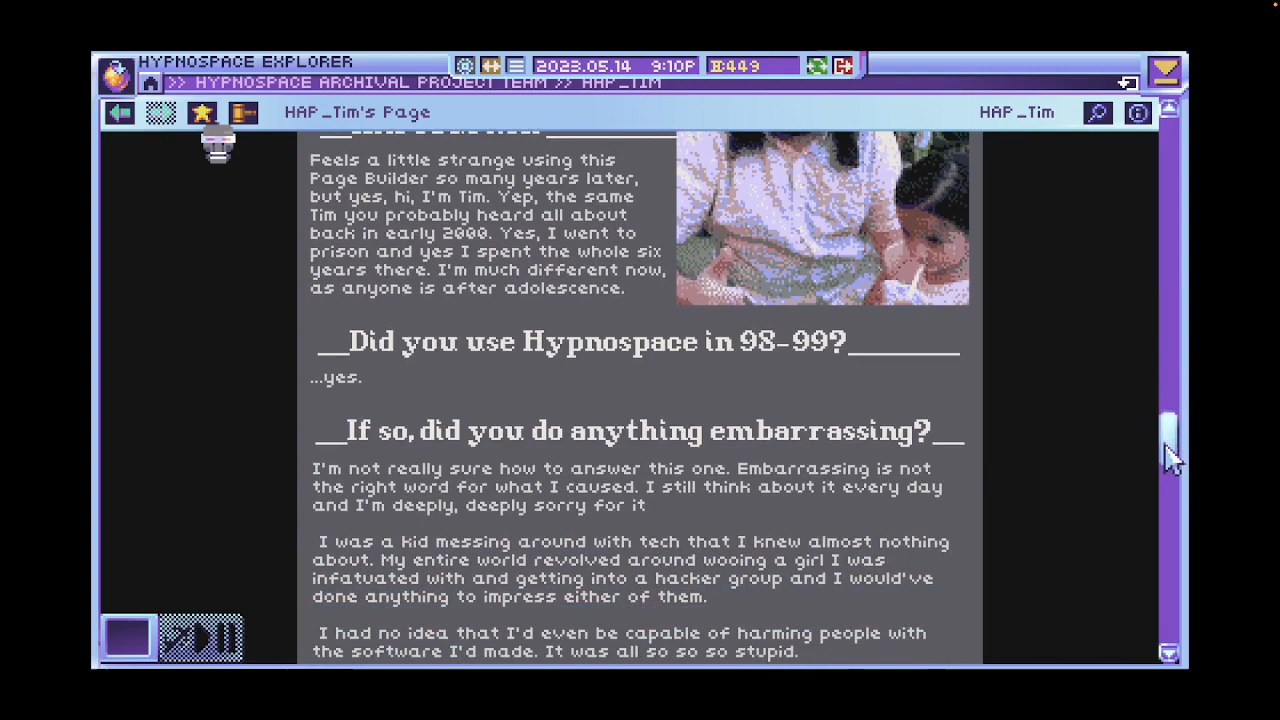 HYPNOSPACE EXPLORER
2023.05.14 9:10P
449
>> HYPNOSPACE ARCHIVAL PROJECT TEAM >> HAP_TIM
HAP_Tim's Page
HAP_Tim
Feels a little strange using this
Page Builder so many years later,
but yes, hi, I'm Tim. Yep, the same
Tim you probably heard all about
back in early 2000. Yes, I went to
prison and yes I spent the whole six
years there. I'm much different now,
as anyone is after adolescence.
__Did you use Hypnospace in 98-99?________
...yes.
__If so, did you do anything embarrassing?__
I'm not really sure how to answer this one. Embarrassing is not
the right word for what I caused. I still think about it every day
and I'm deeply, deeply sorry for it
I was a kid messing around with tech that I knew almost nothing
about. My entire world revolved around wooing a girl I was
infatuated with and getting into a hacker group and I would've
done anything to impress either of them.
I had no idea that I'd even be capable of harming people with
the software I'd made. It was all so so so so stupid.